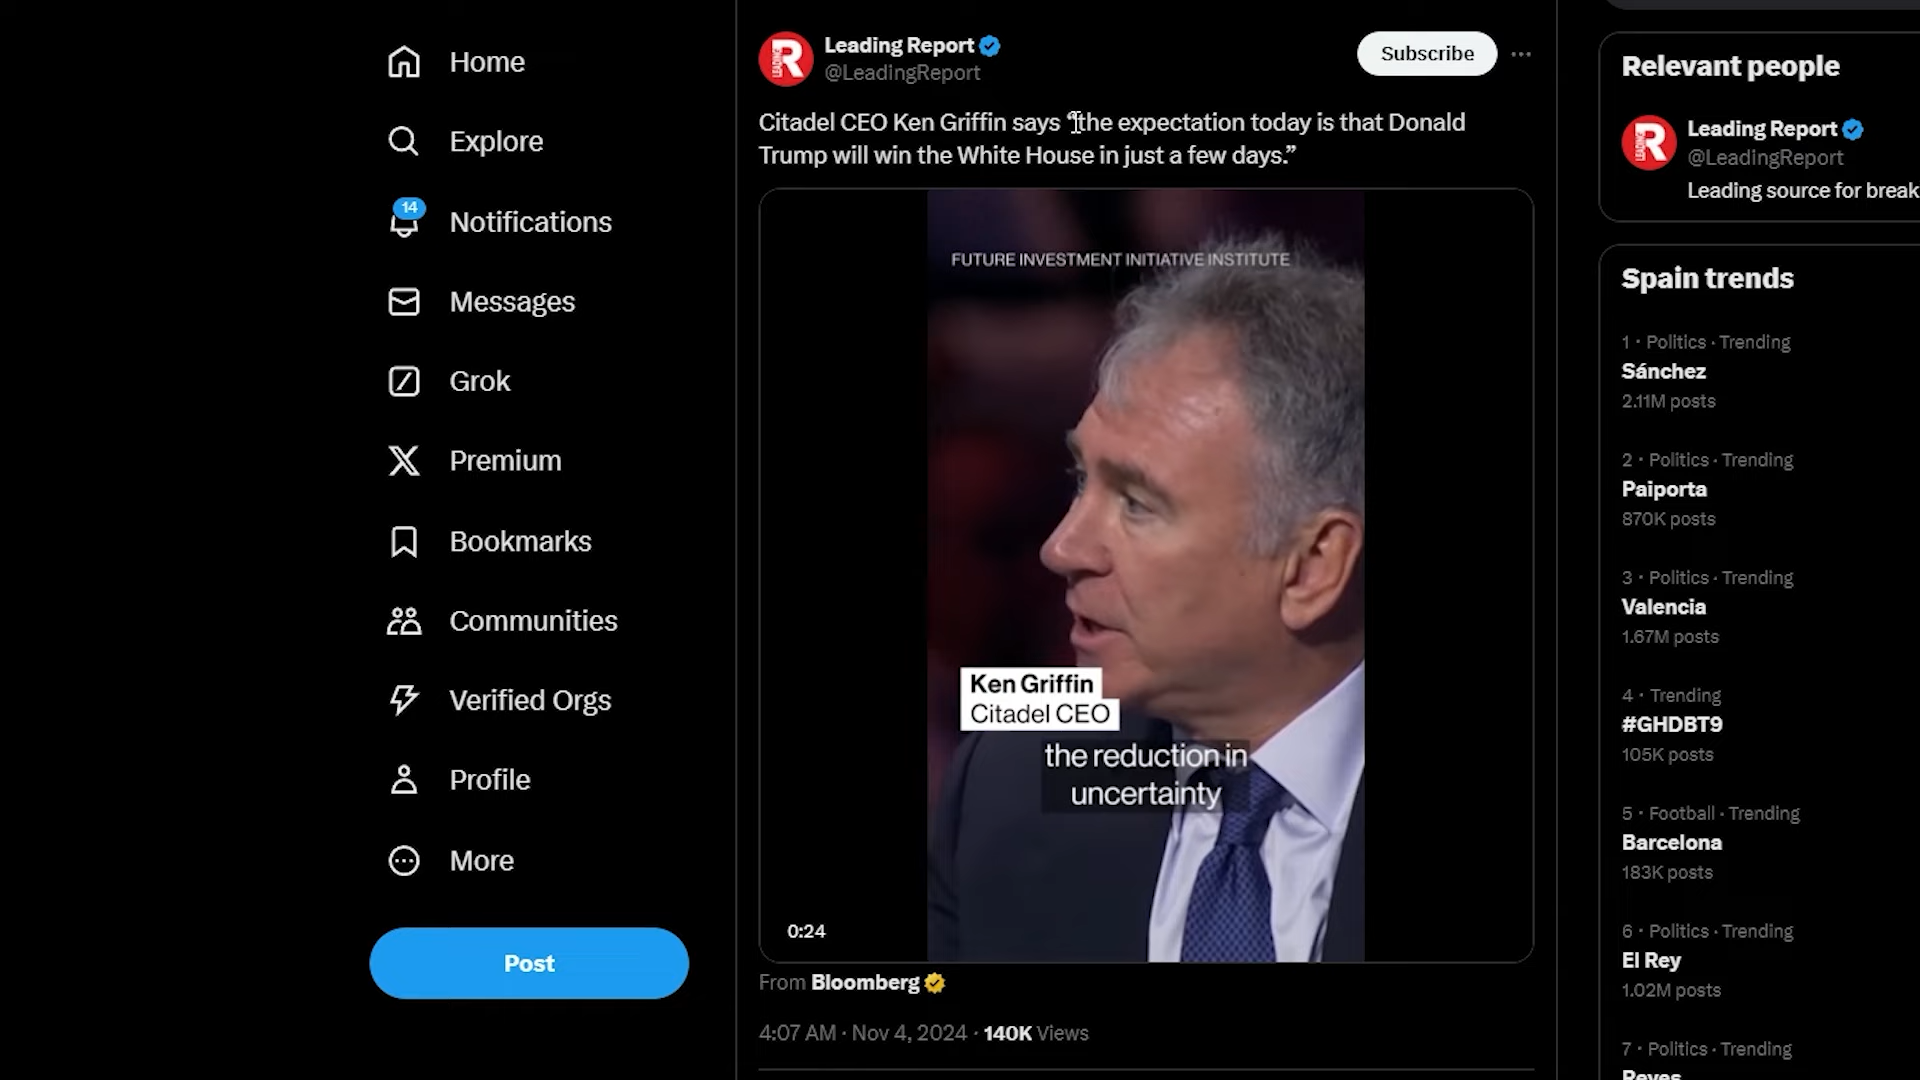 Home
Explore
14
Notifications
Messages
Grok
Premium
Bookmarks
Communities
Verified Orgs
Profile
More
Post
LEADING R
Leading Report
@LeadingReport
Subscribe
Citadel CEO Ken Griffin says “the expectation today is that Donald
Trump will win the White House in just a few days.”
FUTURE INVESTMENT INITIATIVE INSTITUTE
Ken Griffin
Citadel CEO
the reduction in
uncertainty
0:24
From Bloomberg
4:07 AM · Nov 4, 2024 · 140K Views
Relevant people
LEADING R
Leading Report
@LeadingReport
Leading source for break
Spain trends
1 · Politics · Trending
Sánchez
2.11M posts
2 · Politics · Trending
Paiporta
870K posts
3 · Politics · Trending
Valencia
1.67M posts
4 · Trending
#GHDBT9
105K posts
5 · Football · Trending
Barcelona
183K posts
6 · Politics · Trending
El Rey
1.02M posts
7 · Politics · Trending
Reyes